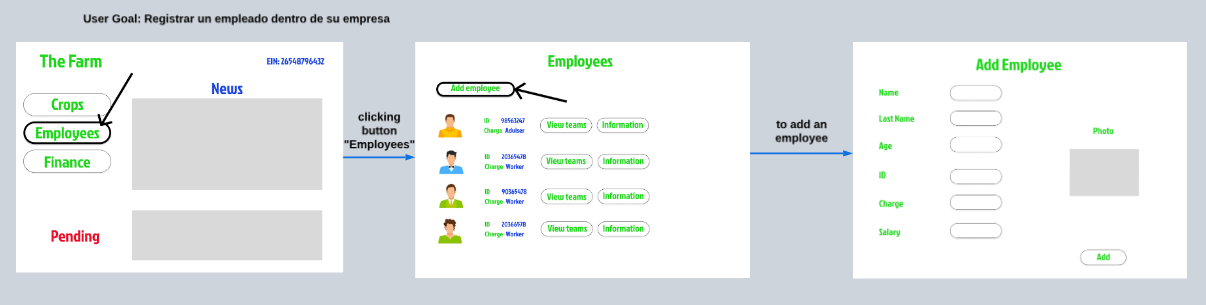 User Goal: Registrar un empleado dentro de su empresa
The Farm
EIN: 26548796432
News
Crops
Employees
Finance
Pending
clicking
button
"Employees"
Employees
Add employee
ID 98563247
Charge Adviser
View teams
Information
ID 20365478
Charge Worker
View teams
Information
ID 90365478
Charge Worker
View teams
Information
ID 20366578
Charge Worker
View teams
Information
to add an
employee
Add Employee
Name
Last Name
Age
ID
Charge
Salary
Photo
Add